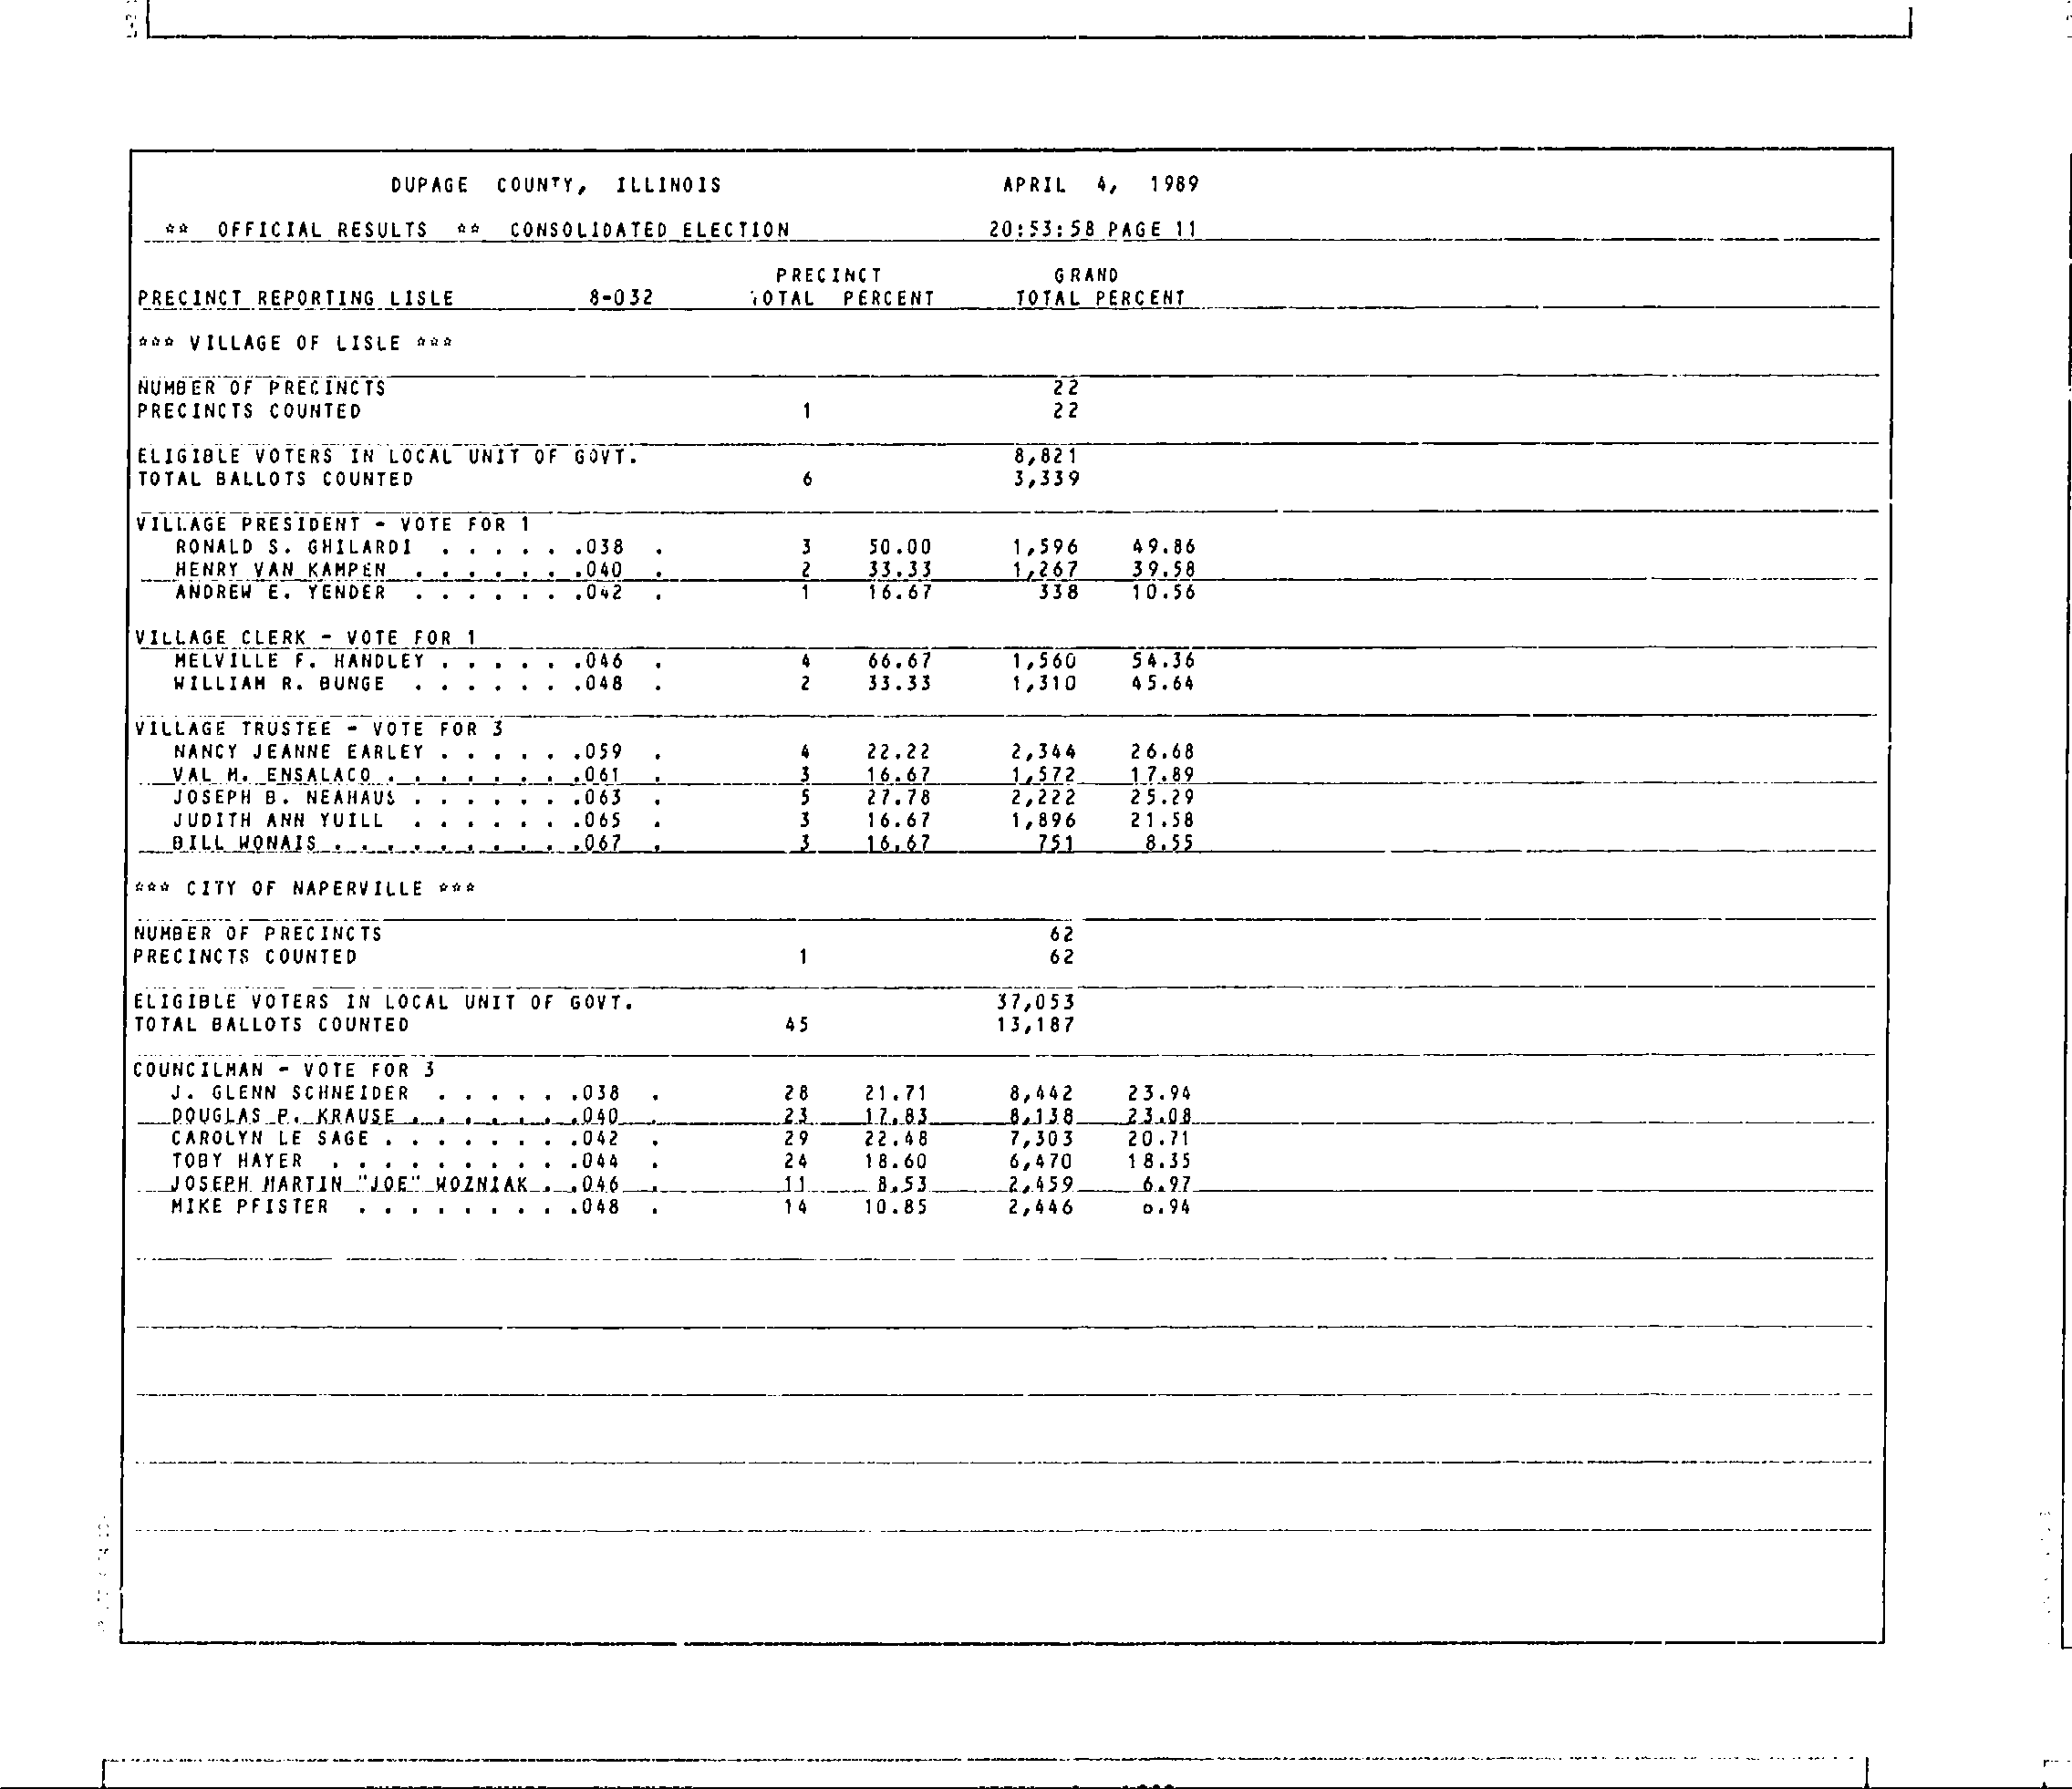 DUPAGE COUNTY, ILLINOIS APRIL 4, 1989
** OFFICIAL RESULTS ** CONSOLIDATED ELECTION 20:53:58 PAGE 11
PRECINCT GRAND
PRECINCT REPORTING LISLE 8-032 TOTAL PERCENT TOTAL PERCENT
*** VILLAGE OF LISLE ***
NUMBER OF PRECINCTS 22
PRECINCTS COUNTED 1 22
ELIGIBLE VOTERS IN LOCAL UNIT OF GOVT. 8,821
TOTAL BALLOTS COUNTED 6 3,339
VILLAGE PRESIDENT - VOTE FOR 1
RONALD S. GHILARDI . . . . . .038 . 3 50.00 1,596 49.86
HENRY VAN KAMPEN . . . . . . .040 . 2 33.33 1,267 39.58
ANDREW E. YENDER . . . . . . .042 . 1 16.67 338 10.56
VILLAGE CLERK - VOTE FOR 1
MELVILLE F. HANDLEY . . . . . .046 . 4 66.67 1,560 54.36
WILLIAM R. BUNGE . . . . . . .048 . 2 33.33 1,310 45.64
VILLAGE TRUSTEE - VOTE FOR 3
NANCY JEANNE EARLEY . . . . . .059 . 4 22.22 2,344 26.68
VAL M. ENSALACO . . . . . . . .061 . 3 16.67 1,572 17.89
JOSEPH B. NEAHAUS . . . . . . .063 . 5 27.78 2,222 25.29
JUDITH ANN YUILL . . . . . . .065 . 3 16.67 1,896 21.58
BILL WONAIS . . . . . . . . . .067 . 3 16.67 751 8.55
*** CITY OF NAPERVILLE ***
NUMBER OF PRECINCTS 62
PRECINCTS COUNTED 1 62
ELIGIBLE VOTERS IN LOCAL UNIT OF GOVT. 37,053
TOTAL BALLOTS COUNTED 45 13,187
COUNCILMAN - VOTE FOR 3
J. GLENN SCHNEIDER . . . . . .038 . 28 21.71 8,442 23.94
DOUGLAS P. KRAUSE . . . . . . .040 . 23 17.83 8,138 23.08
CAROLYN LE SAGE . . . . . . . .042 . 29 22.48 7,303 20.71
TOBY HAYER . . . . . . . . . .044 . 24 18.60 6,470 18.35
JOSEPH MARTIN "JOE" WOZNIAK . .046 . 11 8.53 2,459 6.97
MIKE PFISTER . . . . . . . . .048 . 14 10.85 2,446 6.94